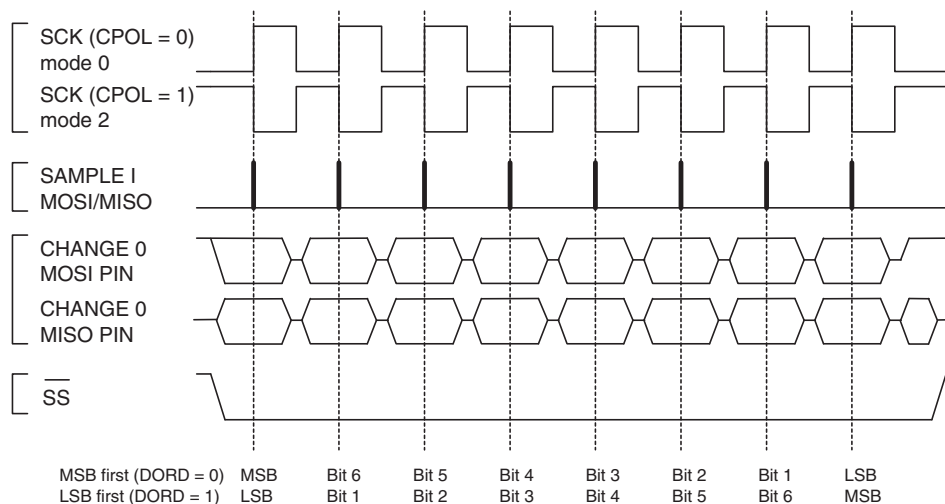 SCK (CPOL = 0)
mode 0
SCK (CPOL = 1)
mode 2
SAMPLE I
MOSI/MISO
CHANGE 0
MOSI PIN
CHANGE 0
MISO PIN
SS
MSB first (DORD = 0) MSB Bit 6 Bit 5 Bit 4 Bit 3 Bit 2 Bit 1 LSB
LSB first (DORD = 1) LSB Bit 1 Bit 2 Bit 3 Bit 4 Bit 5 Bit 6 MSB